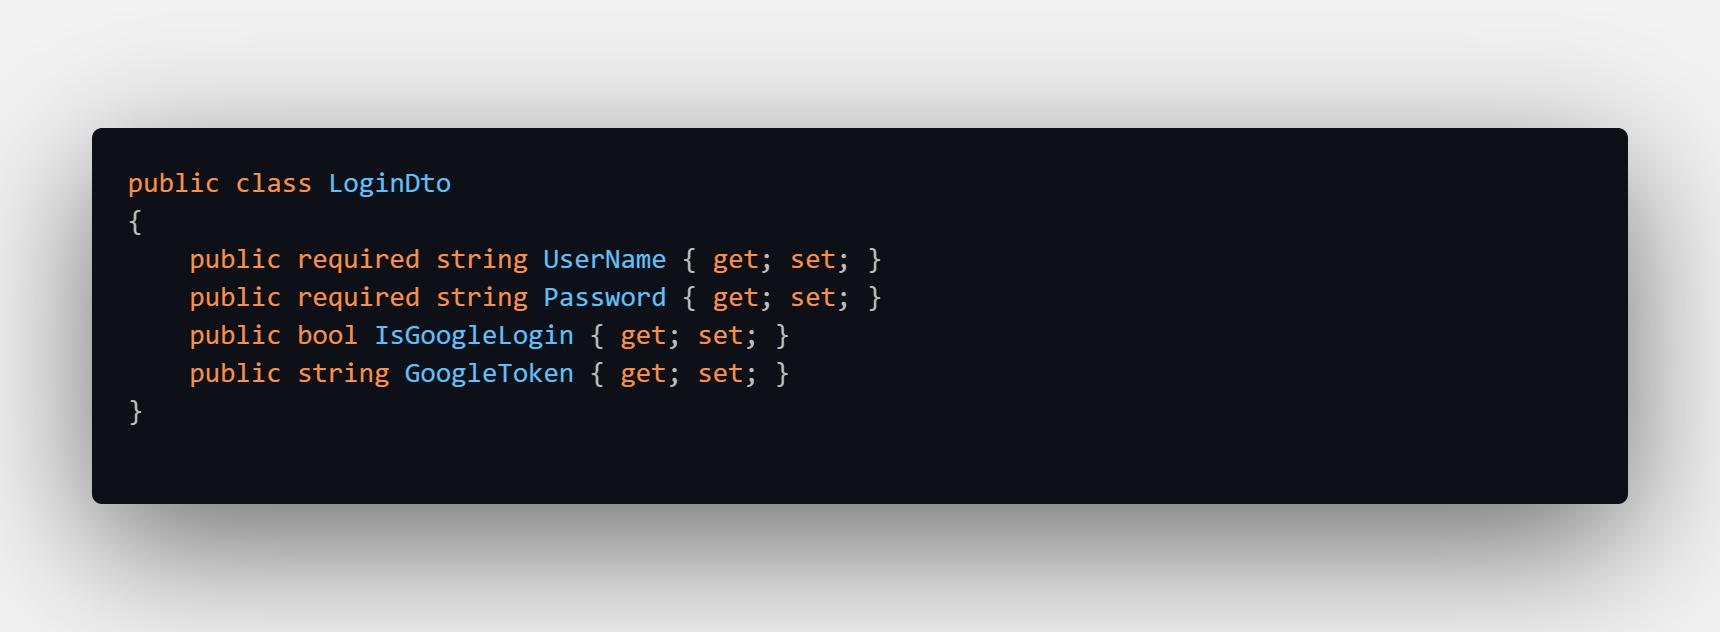 public class LoginDto
{
    public required string UserName { get; set; }
    public required string Password { get; set; }
    public bool IsGoogleLogin { get; set; }
    public string GoogleToken { get; set; }
}